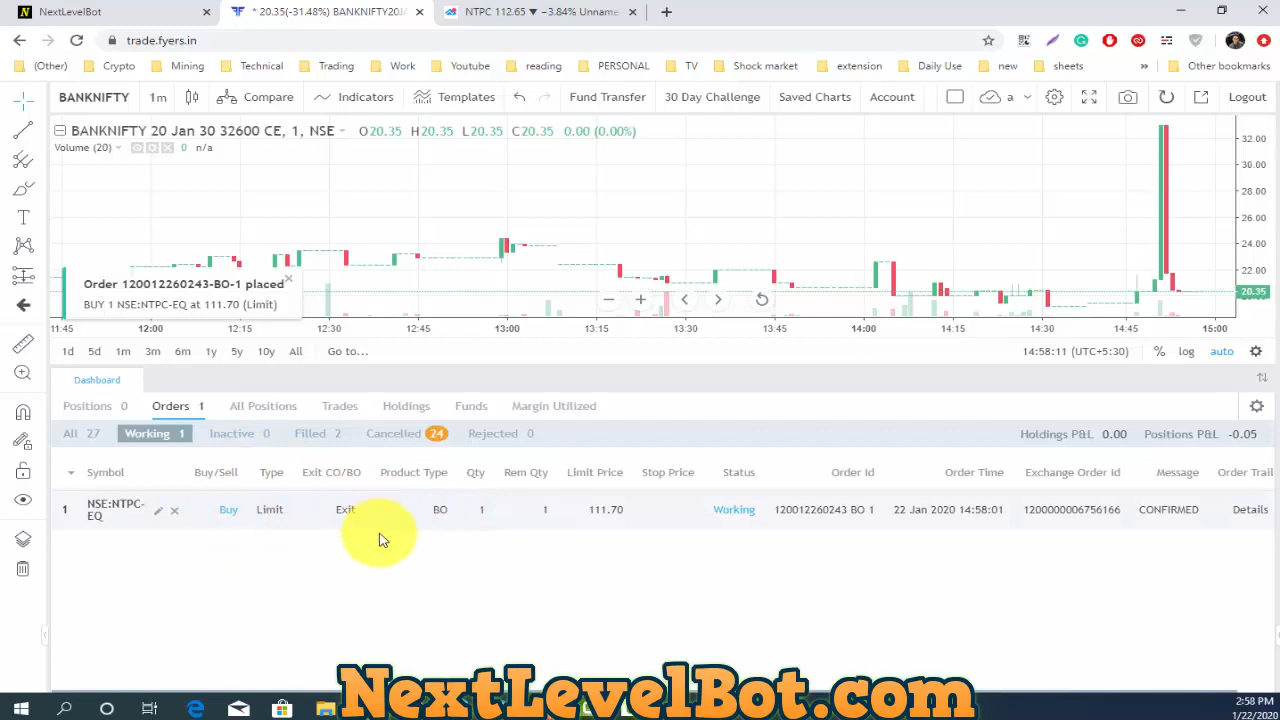 NextLevelBot
* 20.35(-31.48%) BANKNIFTY20JA
NTPC 112.65 ▼ −3.84% Unname
trade.fyers.in
(Other) Crypto Mining Technical Trading Work Youtube reading PERSONAL TV Shock market extension Daily Use new sheets » Other bookmarks
BANKNIFTY 1m Compare Indicators Templates Fund Transfer 30 Day Challenge Saved Charts Account a Logout
BANKNIFTY 20 Jan 30 32600 CE, 1, NSE O20.35 H20.35 L20.35 C20.35 0.00 (0.00%)
Volume (20) 0 n/a
32.00
30.00
28.00
26.00
24.00
22.00
20.35
Order 120012260243-BO-1 placed
BUY 1 NSE:NTPC-EQ at 111.70 (Limit)
11:45 12:00 12:15 12:30 12:45 13:00 13:15 13:30 13:45 14:00 14:15 14:30 14:45 15:00
1d 5d 1m 3m 6m 1y 5y 10y All Go to... 14:58:11 (UTC+5:30) % log auto
Dashboard
Positions 0 Orders 1 All Positions Trades Holdings Funds Margin Utilized
All 27 Working 1 Inactive 0 Filled 2 Cancelled 24 Rejected 0 Holdings P&L 0.00 Positions P&L -0.05
Symbol Buy/Sell Type Exit CO/BO Product Type Qty Rem Qty Limit Price Stop Price Status Order Id Order Time Exchange Order Id Message Order Trail
1 NSE:NTPC-EQ Buy Limit Exit BO 1 1 111.70 Working 120012260243 BO 1 22 Jan 2020 14:58:01 1200000006756166 CONFIRMED Details
NextLevelBot.com
2:58 PM
1/22/2020